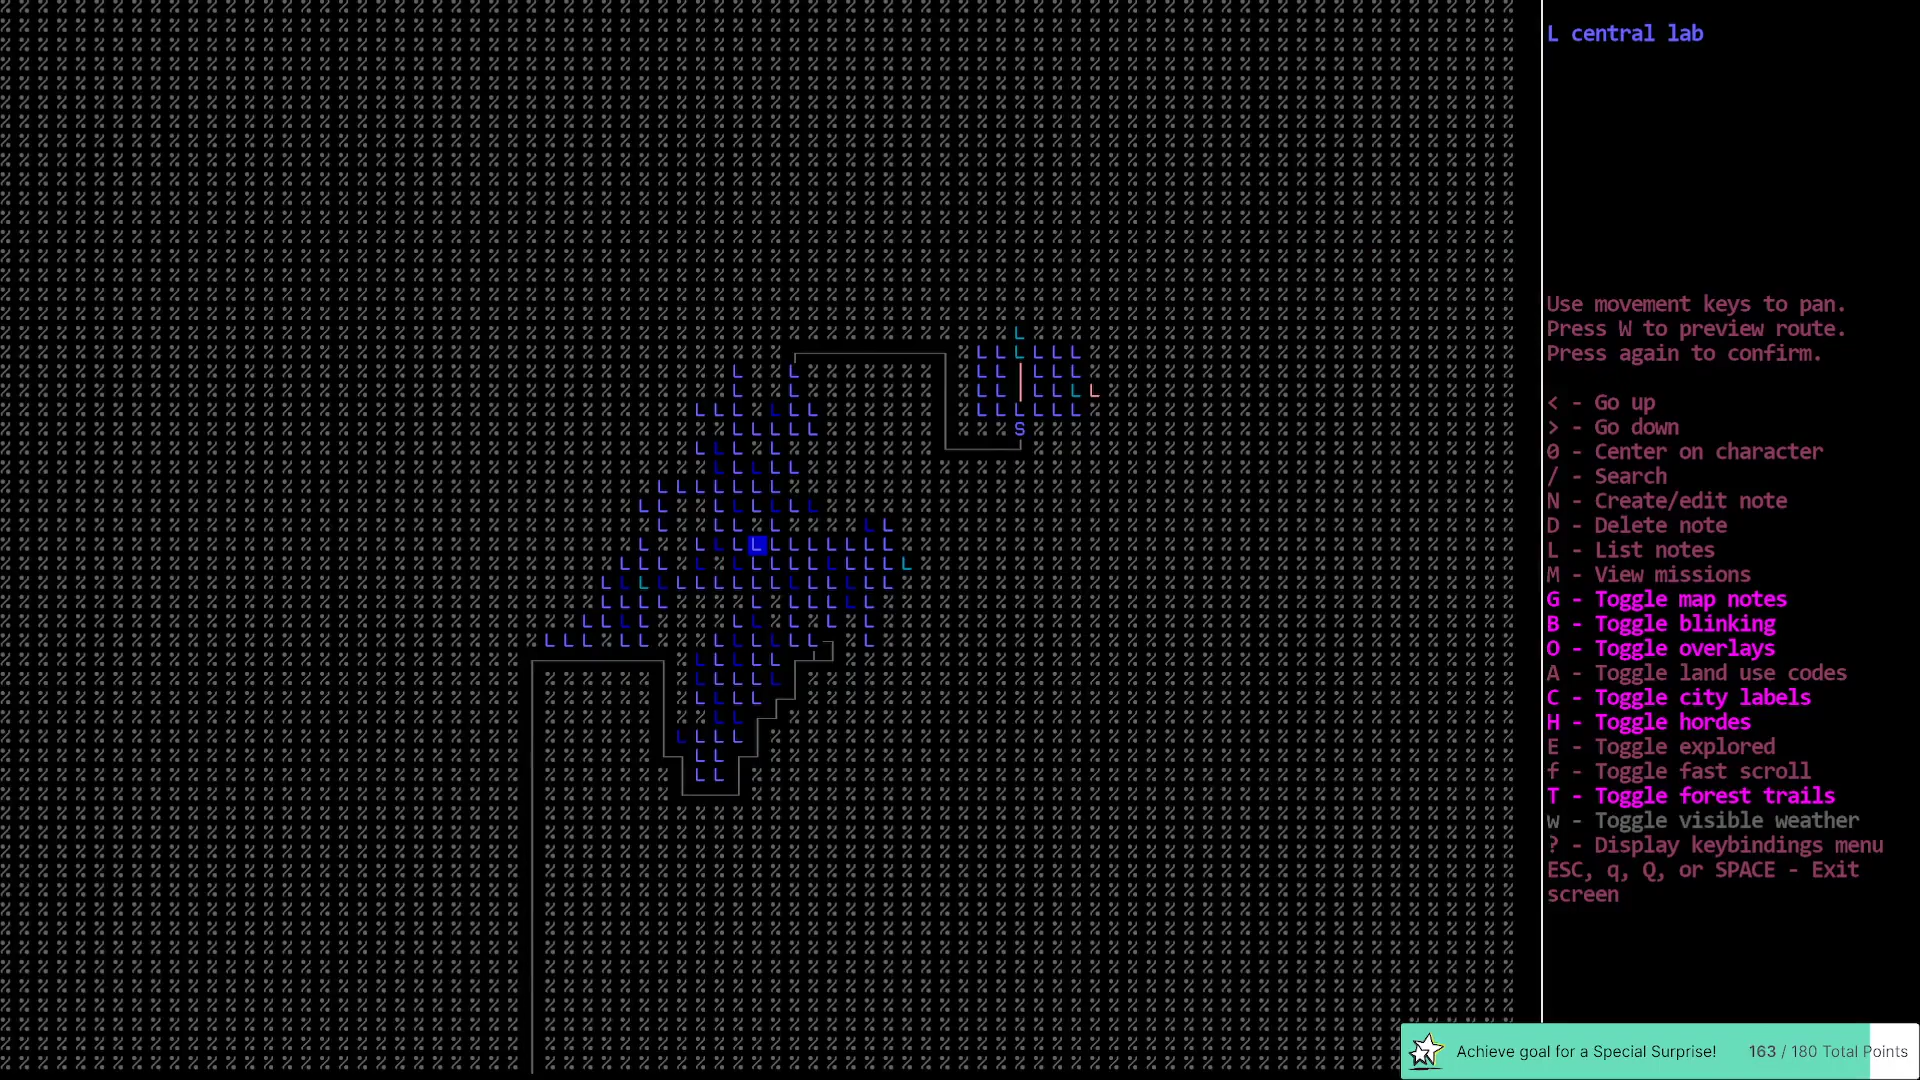 L central lab
Use movement keys to pan.
Press W to preview route.
Press again to confirm.
< - Go up
> - Go down
0 - Center on character
/ - Search
N - Create/edit note
D - Delete note
L - List notes
M - View missions
G - Toggle map notes
B - Toggle blinking
O - Toggle overlays
A - Toggle land use codes
C - Toggle city labels
H - Toggle hordes
E - Toggle explored
f - Toggle fast scroll
T - Toggle forest trails
w - Toggle visible weather
? - Display keybindings menu
ESC, q, Q, or SPACE - Exit
screen
Achieve goal for a Special Surprise! 163 / 180 Total Points